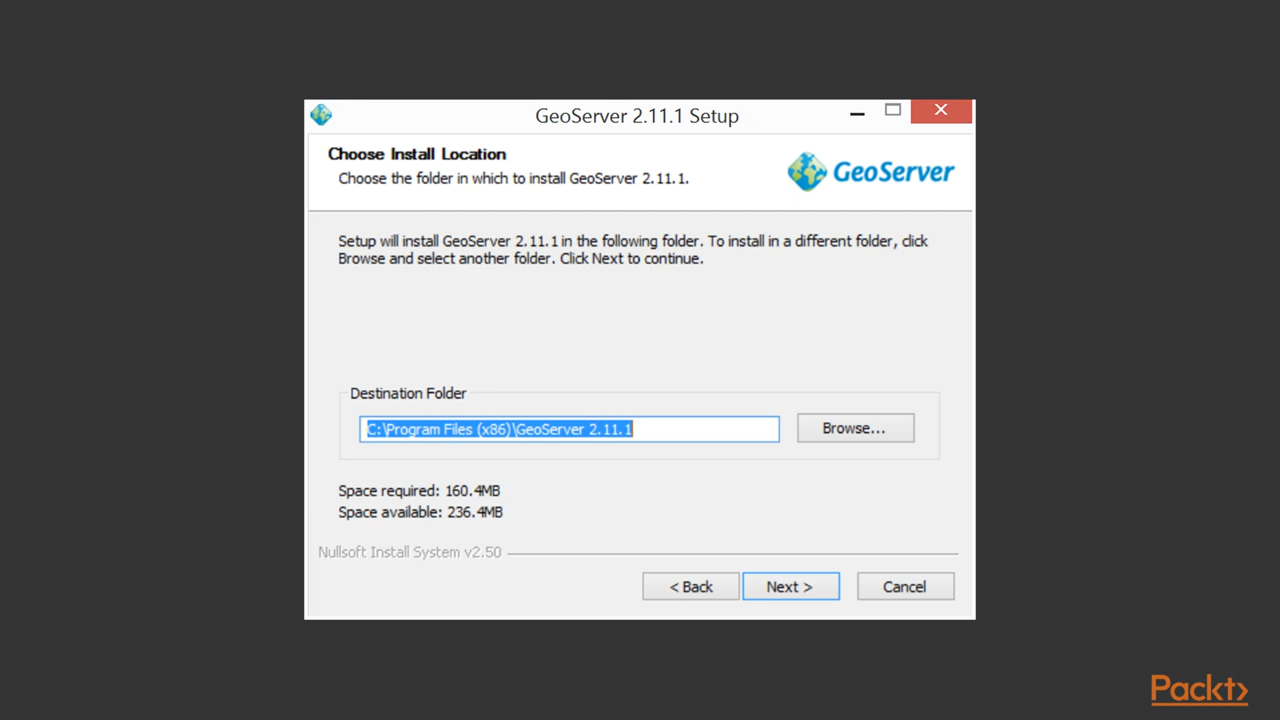 GeoServer 2.11.1 Setup
Choose Install Location
Choose the folder in which to install GeoServer 2.11.1.
GeoServer
Setup will install GeoServer 2.11.1 in the following folder. To install in a different folder, click
Browse and select another folder. Click Next to continue.
Destination Folder
C:\Program Files (x86)\GeoServer 2.11.1
Browse...
Space required: 160.4MB
Space available: 236.4MB
Nullsoft Install System v2.50
< Back
Next >
Cancel
Packt>